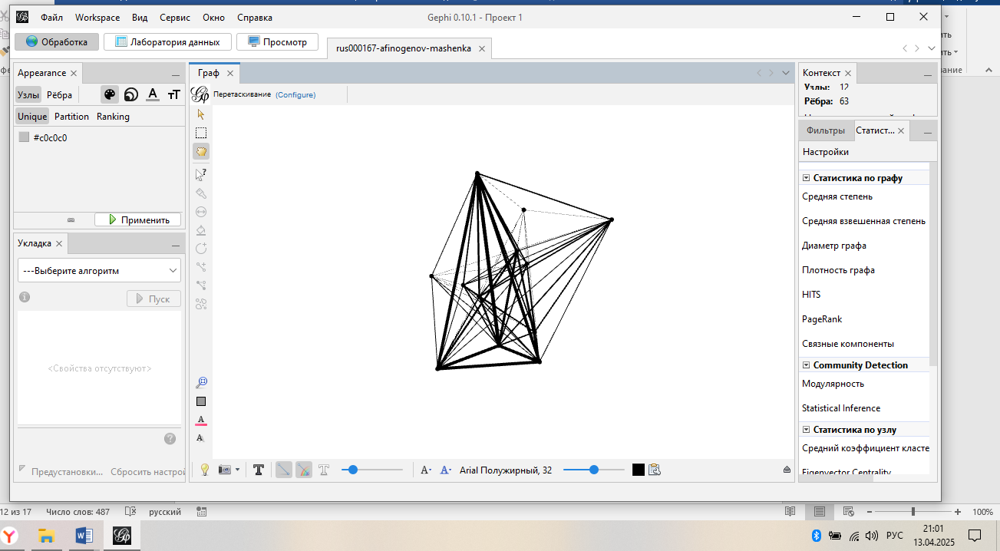 Файл Workspace Вид Сервис Окно Справка
Gephi 0.10.1 - Проект 1
Обработка Лаборатория данных Просмотр
rus000167-afinogenov-mashenka
Appearance
Узлы Рёбра
A
тТ
Unique Partition Ranking
#c0c0c0
Применить
Укладка
---Выберите алгоритм
Пуск
<Свойства отсутствуют>
Предустановки... Сбросить настрой
Граф
Перетаскивание (Configure)
Arial Полужирный, 32
Контекст
Узлы: 12
Рёбра: 63
Фильтры Статист...
Настройки
Статистика по графу
Средняя степень
Средняя взвешенная степень
Диаметр графа
Плотность графа
HITS
PageRank
Связные компоненты
Community Detection
Модулярность
Statistical Inference
Статистика по узлу
Средний коэффициент класте
Eigenvector Centrality
12 из 17 Число слов: 487 русский
100%
РУС
21:01
13.04.2025